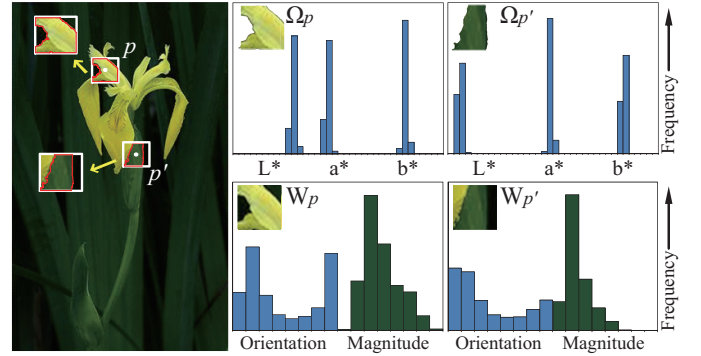 p
p′
Ωp
Ωp′
L* a* b*
L* a* b*
Frequency
Wp
Wp′
Orientation Magnitude
Orientation Magnitude
Frequency